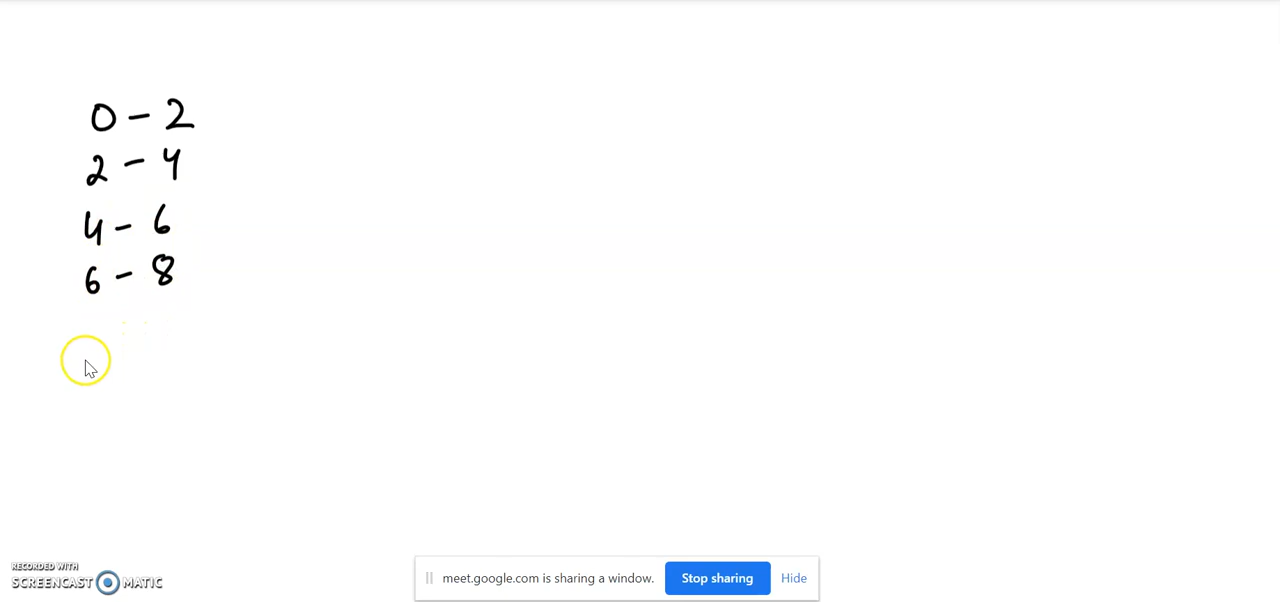 0 - 2
2 - 4
4 - 6
6 - 8
RECORDED WITH
SCREENCAST MATIC
meet.google.com is sharing a window. Stop sharing Hide